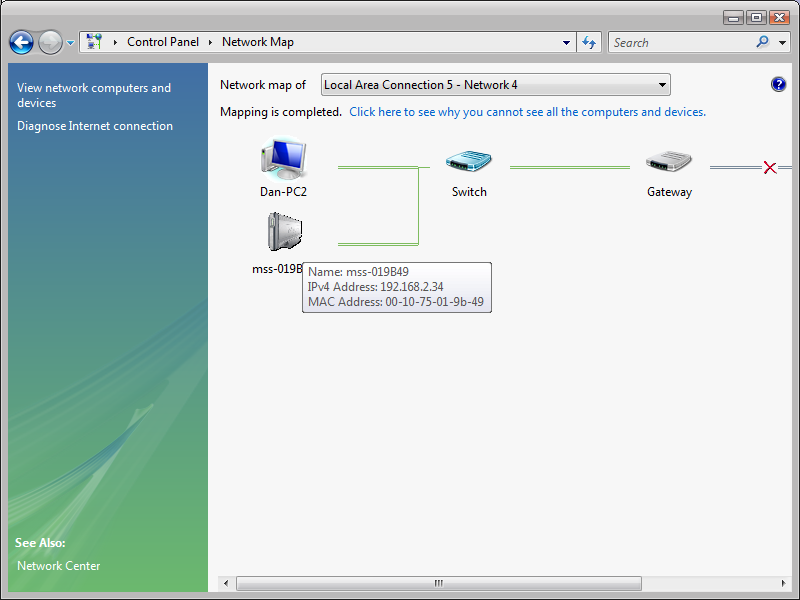 Control Panel
Network Map
Search
View network computers and
devices
Diagnose Internet connection
Network map of
Local Area Connection 5 - Network 4
Mapping is completed. Click here to see why you cannot see all the computers and devices.
Dan-PC2
Switch
Gateway
mss-019B
Name: mss-019B49
IPv4 Address: 192.168.2.34
MAC Address: 00-10-75-01-9b-49
See Also:
Network Center